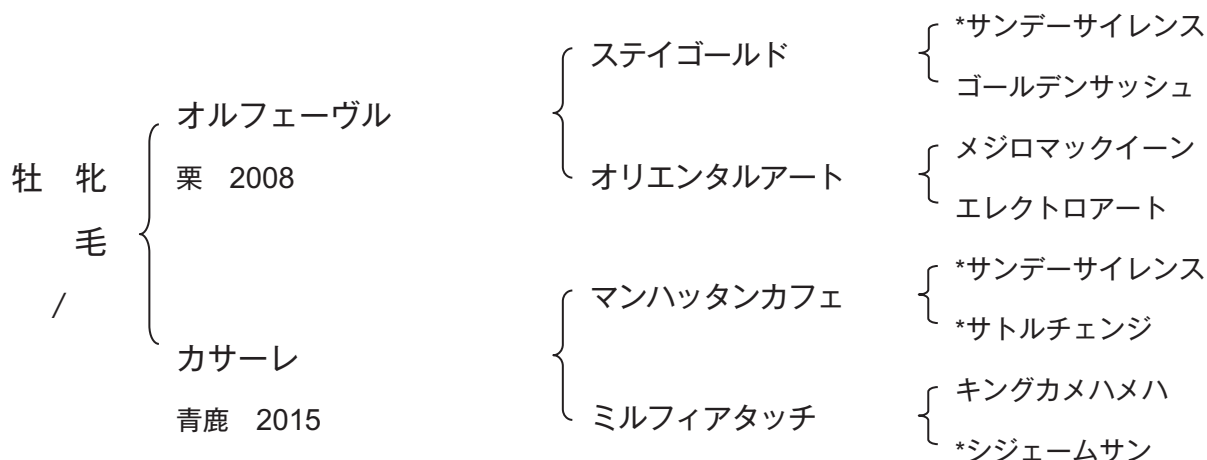 牡 牝
毛
/
オルフェーヴル
栗 2008
カサーレ
青鹿 2015
ステイゴールド
オリエンタルアート
マンハッタンカフェ
ミルフィアタッチ
*サンデーサイレンス
ゴールデンサッシュ
メジロマックイーン
エレクトロアート
*サンデーサイレンス
*サトルチェンジ
キングカメハメハ
*シジェームサン